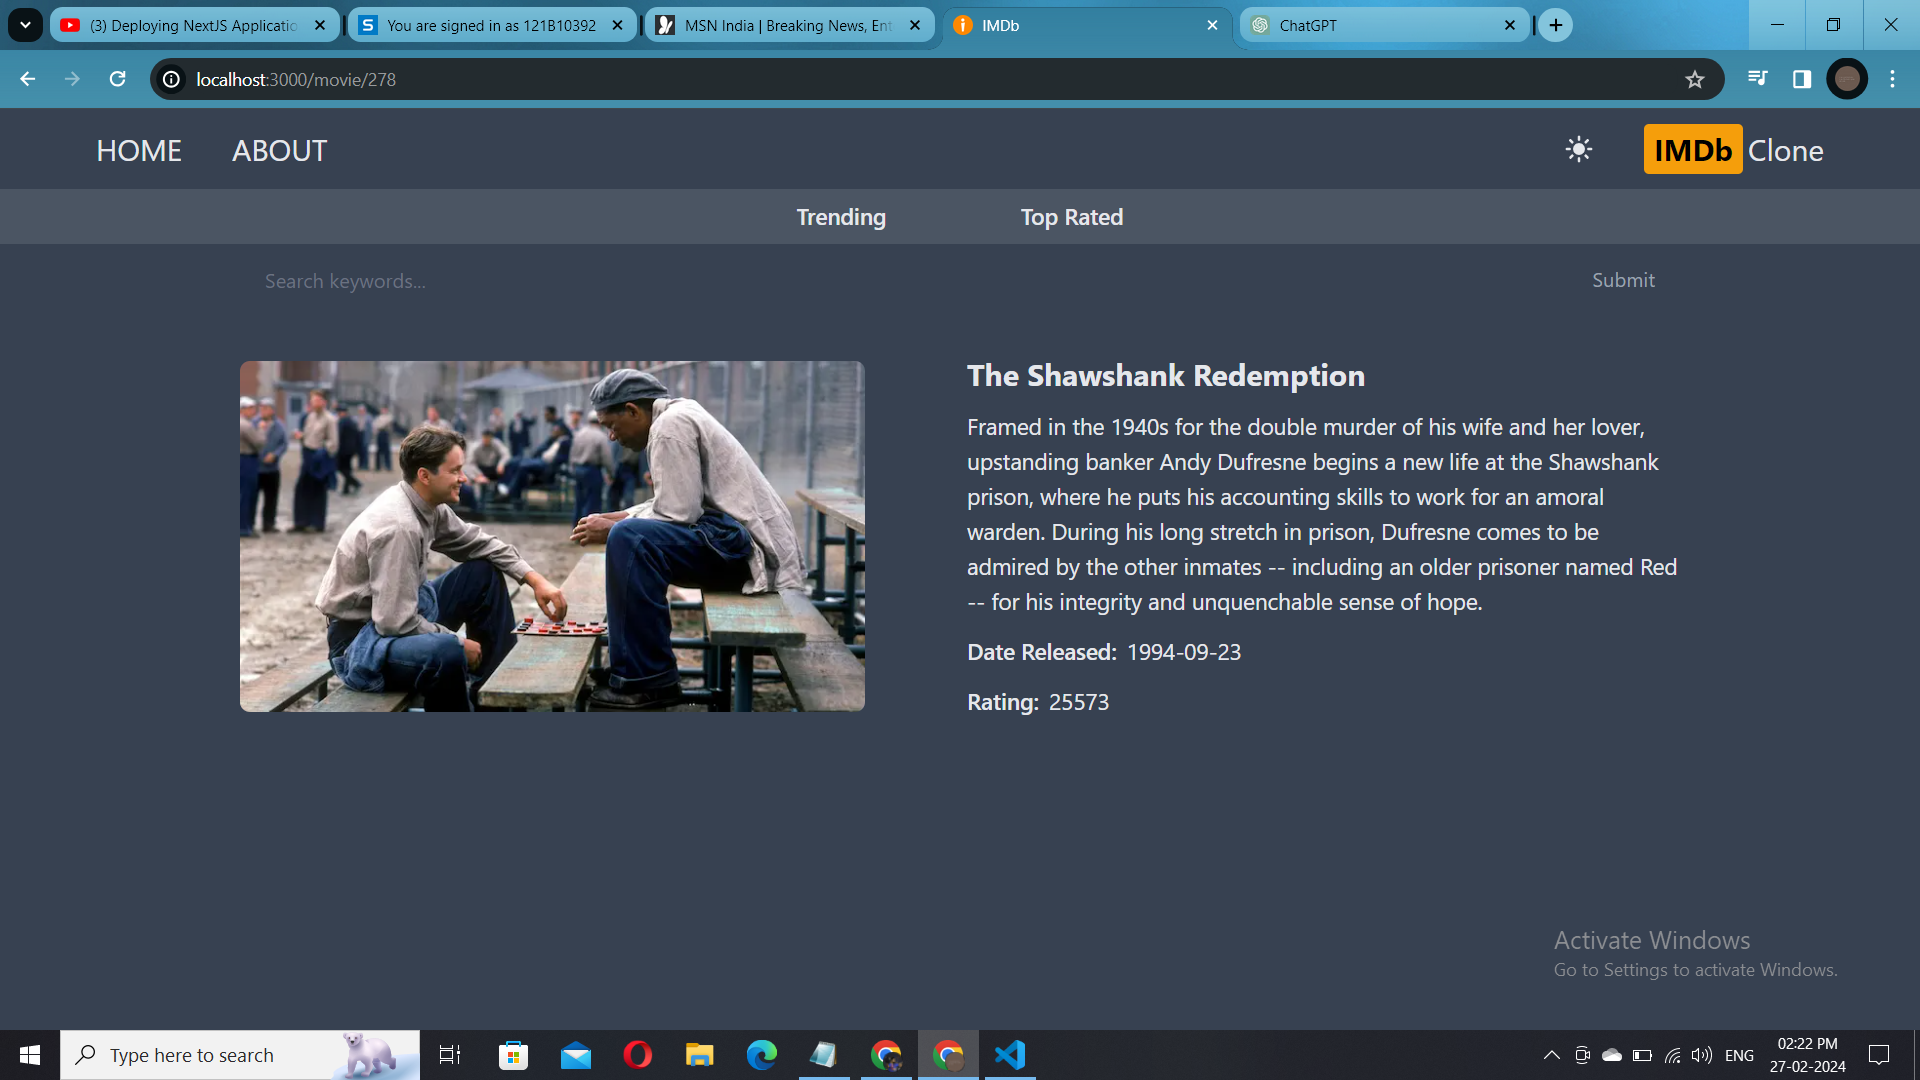 (3) Deploying NextJS Applicatio
You are signed in as 121B10392
MSN India | Breaking News, Ent
IMDb
ChatGPT
localhost:3000/movie/278
HOME
ABOUT
IMDb Clone
Trending
Top Rated
Search keywords...
Submit
The Shawshank Redemption
Framed in the 1940s for the double murder of his wife and her lover,
upstanding banker Andy Dufresne begins a new life at the Shawshank
prison, where he puts his accounting skills to work for an amoral
warden. During his long stretch in prison, Dufresne comes to be
admired by the other inmates -- including an older prisoner named Red
-- for his integrity and unquenchable sense of hope.
Date Released: 1994-09-23
Rating: 25573
Activate Windows
Go to Settings to activate Windows.
Type here to search
ENG
02:22 PM
27-02-2024